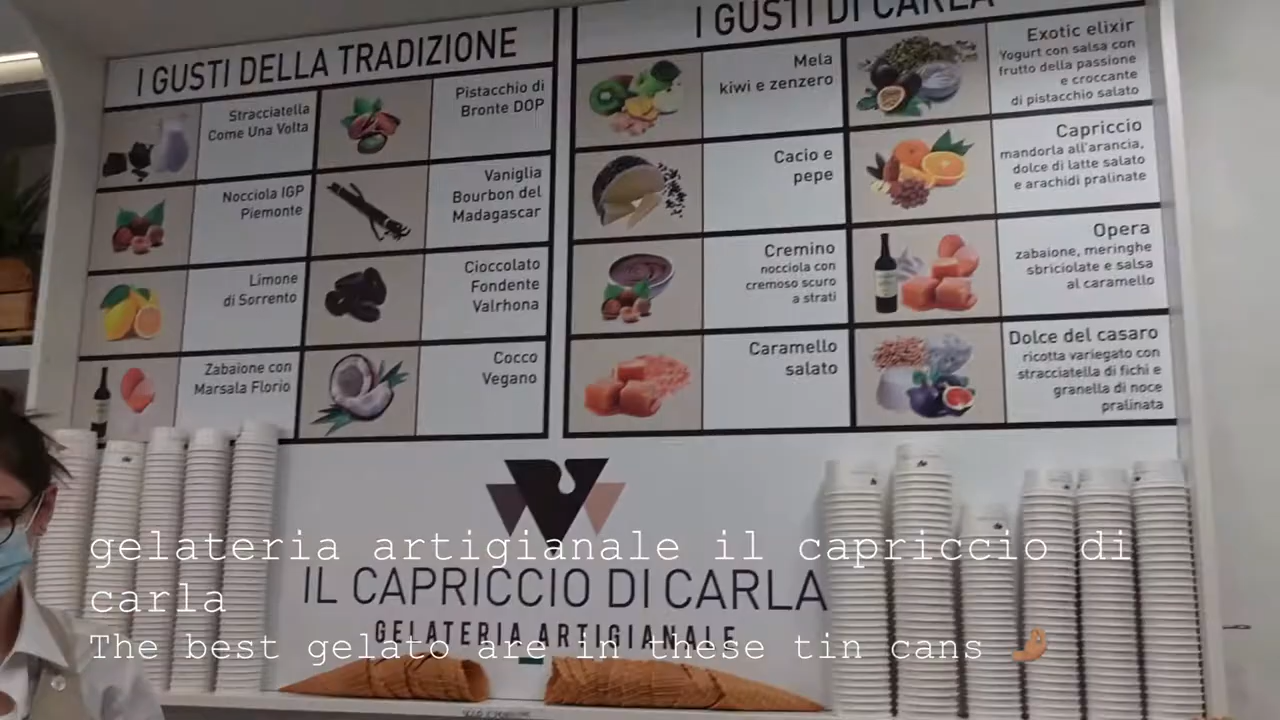 I GUSTI DELLA TRADIZIONE
Stracciatella
Come Una Volta
Pistacchio di
Bronte DOP
Nocciola IGP
Piemonte
Vaniglia
Bourbon del
Madagascar
Limone
di Sorrento
Cioccolato
Fondente
Valrhona
Zabaione con
Marsala Florio
Cocco
Vegano
I GUSTI DI CARLA
Mela
kiwi e zenzero
Exotic elixir
Yogurt con salsa con
frutto della passione
e croccante
di pistacchio salato
Cacio e
pepe
Capriccio
mandorla all'arancia,
dolce di latte salato
e arachidi pralinate
Cremino
nocciola con
cremoso scuro
a strati
Opera
zabaione, meringhe
sbriciolate e salsa
al caramello
Caramello
salato
Dolce del casaro
ricotta variegato con
stracciatella di fichi e
granella di noce
pralinata
IL CAPRICCIO DI CARLA
GELATERIA ARTIGIANALE
gelateria artigianale il capriccio di
carla
The best gelato are in these tin cans 🤌